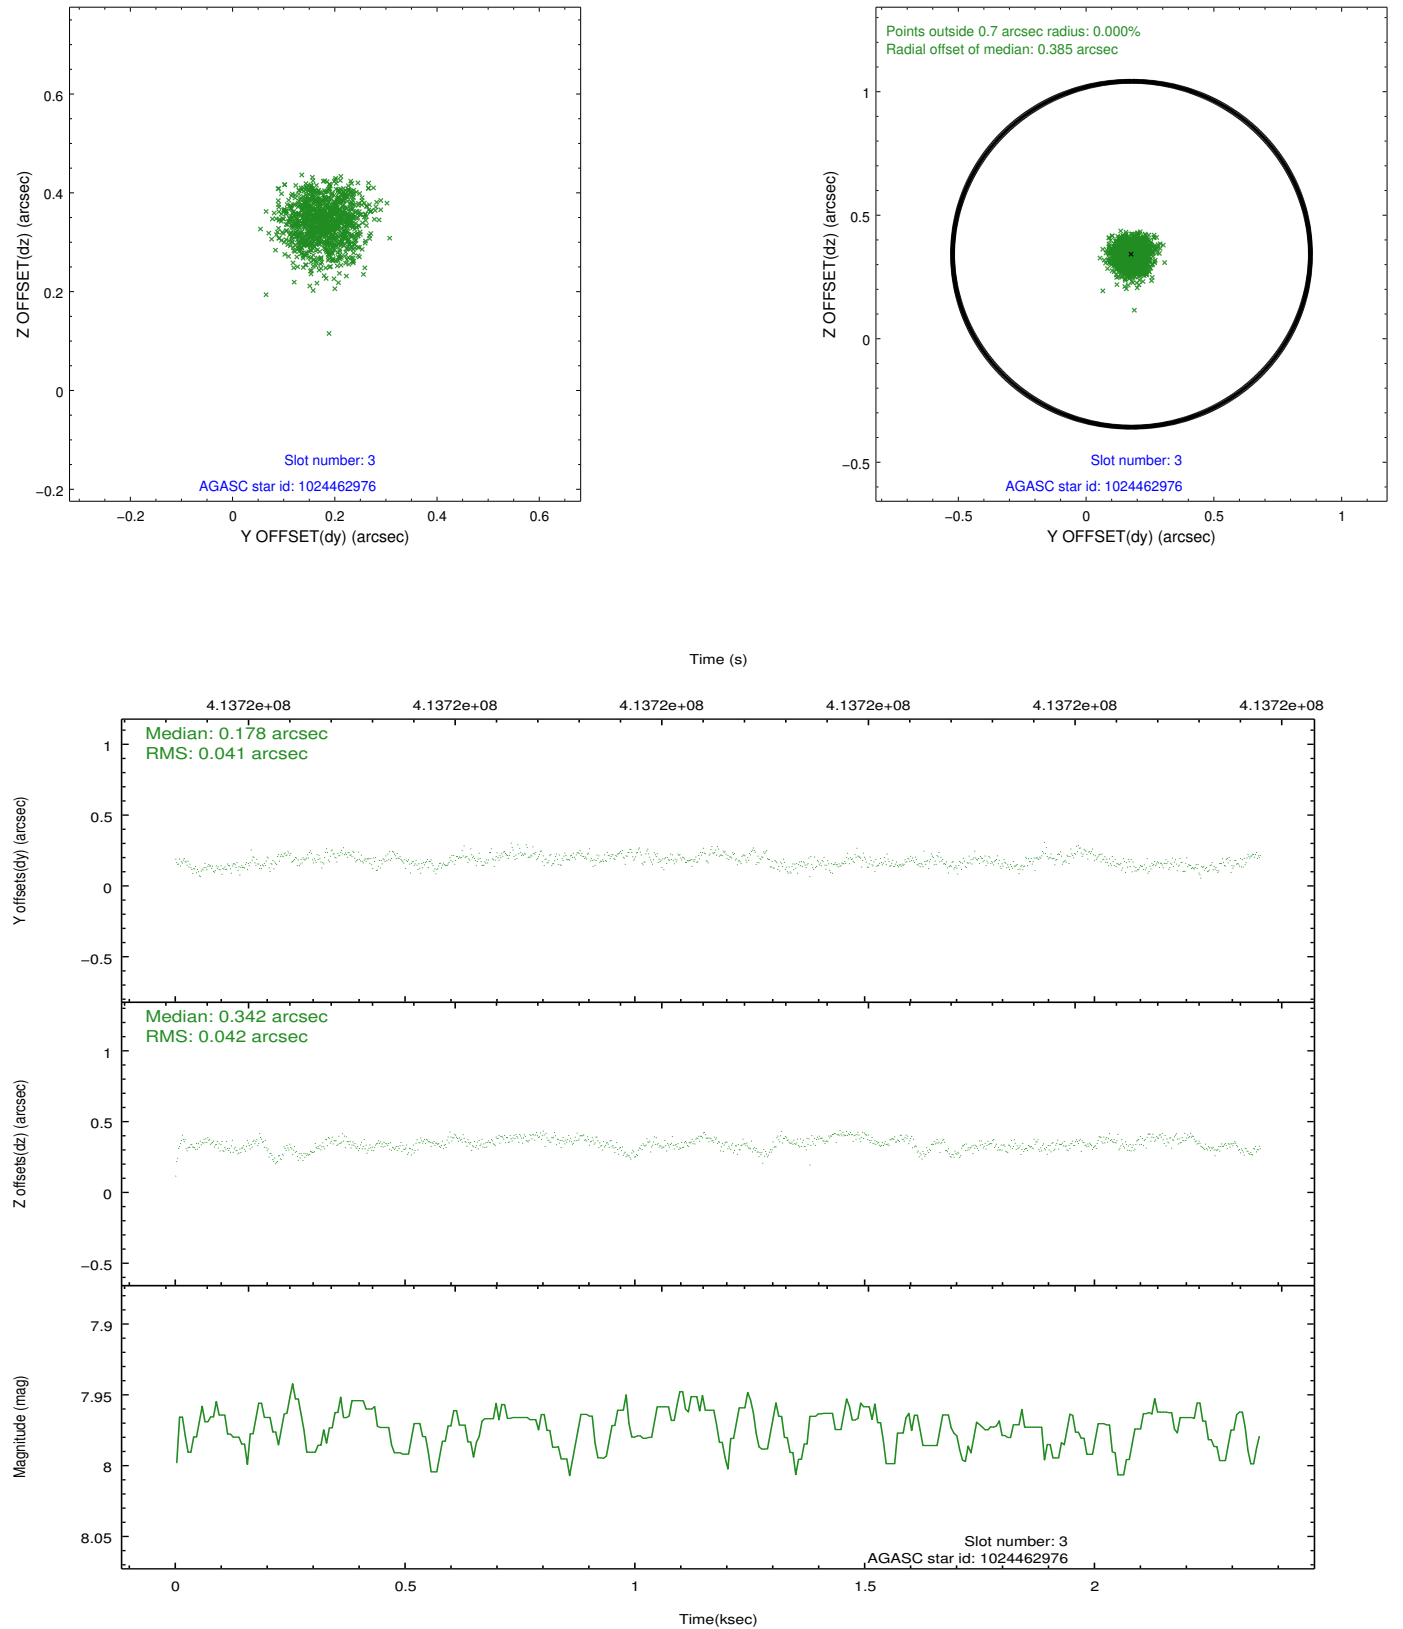 0.6
0.4
0.2
0
−0.2
Z OFFSET(dz) (arcsec)
Slot number: 3
AGASC star id: 1024462976
−0.2 0 0.2 0.4 0.6
Y OFFSET(dy) (arcsec)
Points outside 0.7 arcsec radius: 0.000%
Radial offset of median: 0.385 arcsec
1
0.5
0
−0.5
Z OFFSET(dz) (arcsec)
Slot number: 3
AGASC star id: 1024462976
−0.5 0 0.5 1
Y OFFSET(dy) (arcsec)
Time (s)
4.1372e+08 4.1372e+08 4.1372e+08 4.1372e+08 4.1372e+08 4.1372e+08
Median: 0.178 arcsec
RMS: 0.041 arcsec
1
0.5
0
−0.5
Y offsets(dy) (arcsec)
Median: 0.342 arcsec
RMS: 0.042 arcsec
1
0.5
0
−0.5
Z offsets(dz) (arcsec)
7.9
7.95
8
8.05
Magnitude (mag)
Slot number: 3
AGASC star id: 1024462976
0 0.5 1 1.5 2
Time(ksec)